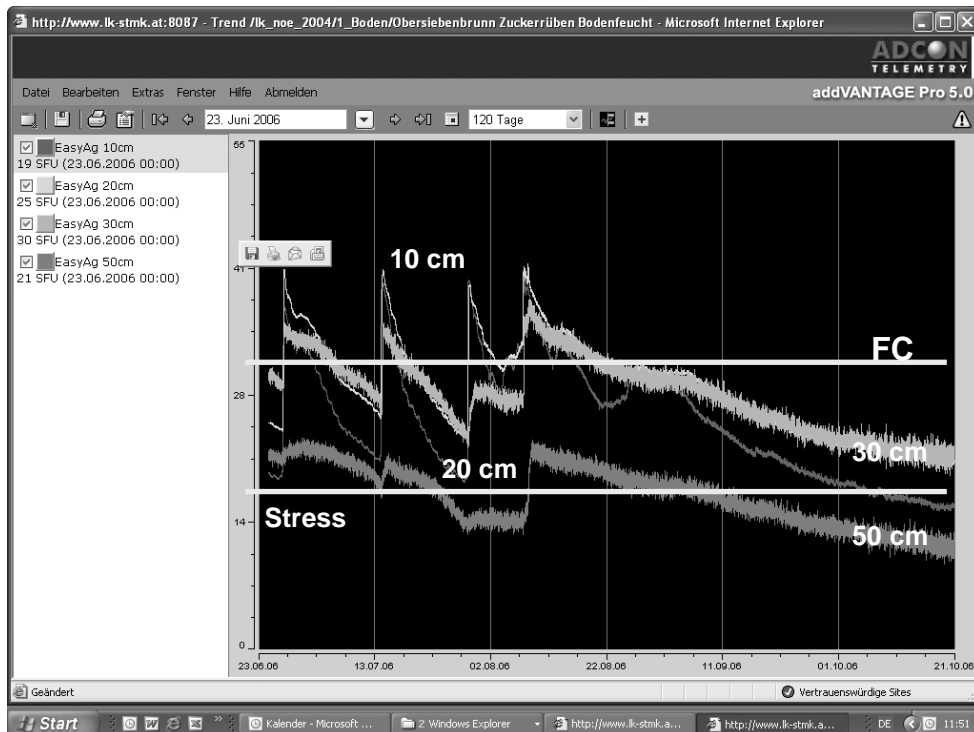 http://www.lk-stmk.at:8087 - Trend /lk_noe_2004/1_Boden/Obersiebenbrunn Zuckerrüben Bodenfeucht - Microsoft Internet Explorer
ADCON
TELEMETRY
Datei Bearbeiten Extras Fenster Hilfe Abmelden
addVANTAGE Pro 5.0
23. Juni 2006
120 Tage
EasyAg 10cm
19 SFU (23.06.2006 00:00)
EasyAg 20cm
25 SFU (23.06.2006 00:00)
EasyAg 30cm
30 SFU (23.06.2006 00:00)
EasyAg 50cm
21 SFU (23.06.2006 00:00)
55
41
28
14
0
10 cm
FC
30 cm
20 cm
Stress
50 cm
23.06.06 13.07.06 02.08.06 22.08.06 11.09.06 01.10.06 21.10.06
Geändert
Vertrauenswürdige Sites
Start
Kalender - Microsoft ...
2 Windows Explorer
http://www.lk-stmk.a...
http://www.lk-stmk.a...
DE
11:51